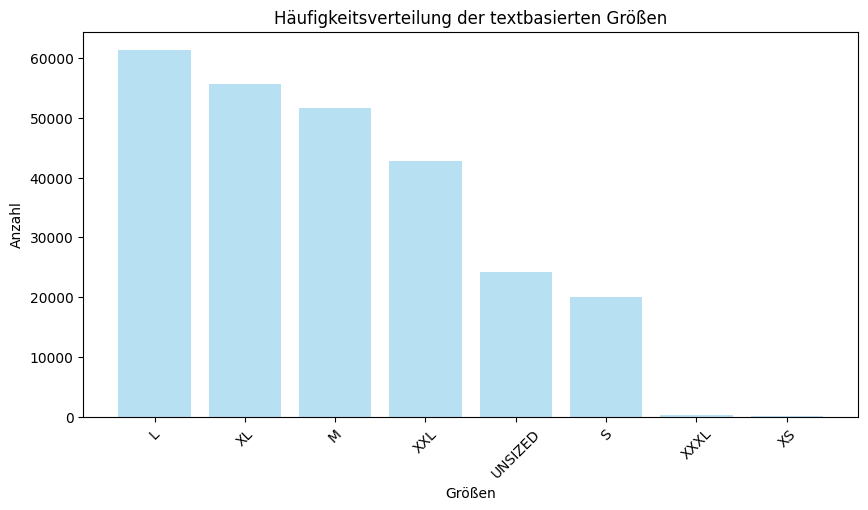 Häufigkeitsverteilung der textbasierten Größen
Anzahl
60000
50000
40000
30000
20000
10000
0
L XL M XXL UNSIZED S XXXL XS
Größen